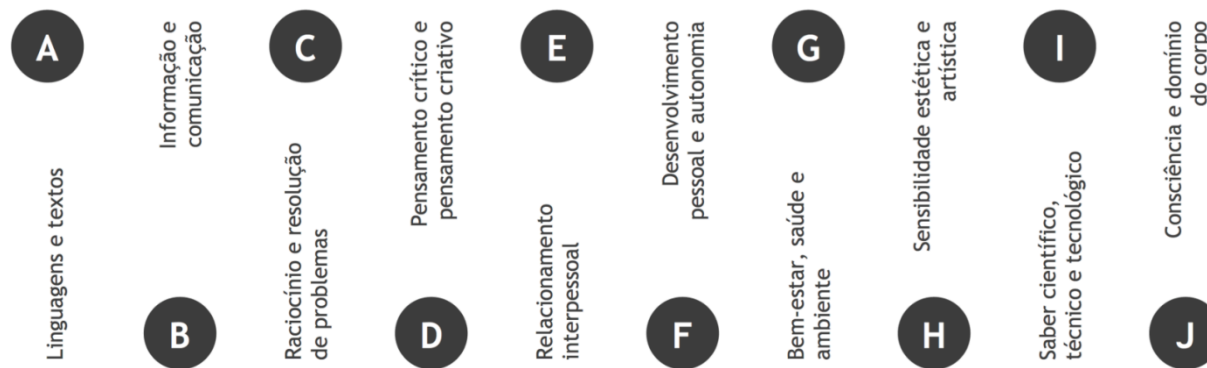 A
Linguagens e textos
B
Informação e
comunicação
C
Raciocínio e resolução
de problemas
D
Pensamento crítico e
pensamento criativo
E
Relacionamento
interpessoal
F
Desenvolvimento
pessoal e autonomia
G
Bem-estar, saúde e
ambiente
H
Sensibilidade estética e
artística
I
Saber científico,
técnico e tecnológico
J
Consciência e domínio
do corpo